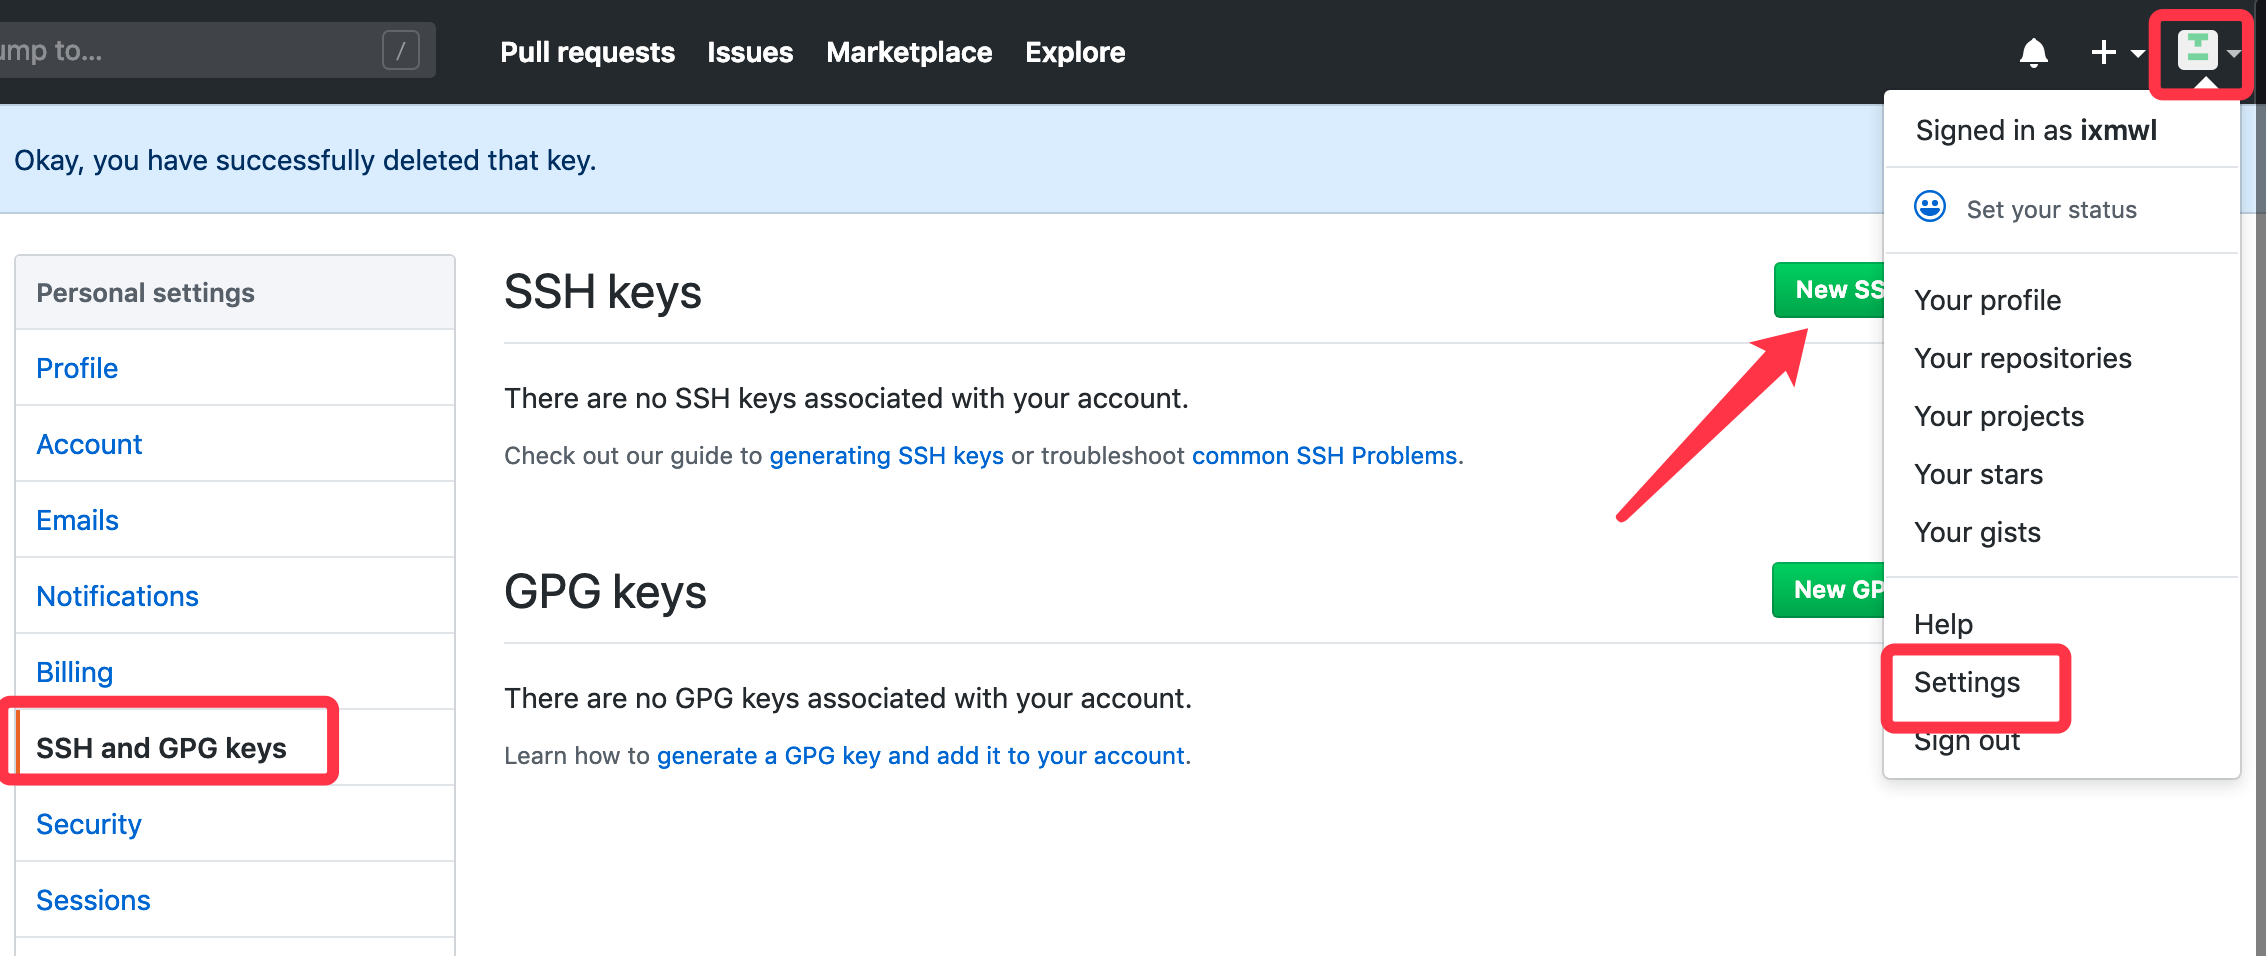 ump to...
/
Pull requests
Issues
Marketplace
Explore
Okay, you have successfully deleted that key.
Signed in as ixmwl
Set your status
Your profile
Your repositories
Your projects
Your stars
Your gists
Help
Settings
Sign out
Personal settings
Profile
Account
Emails
Notifications
Billing
SSH and GPG keys
Security
Sessions
SSH keys
New SS
There are no SSH keys associated with your account.
Check out our guide to generating SSH keys or troubleshoot common SSH Problems.
GPG keys
New GP
There are no GPG keys associated with your account.
Learn how to generate a GPG key and add it to your account.